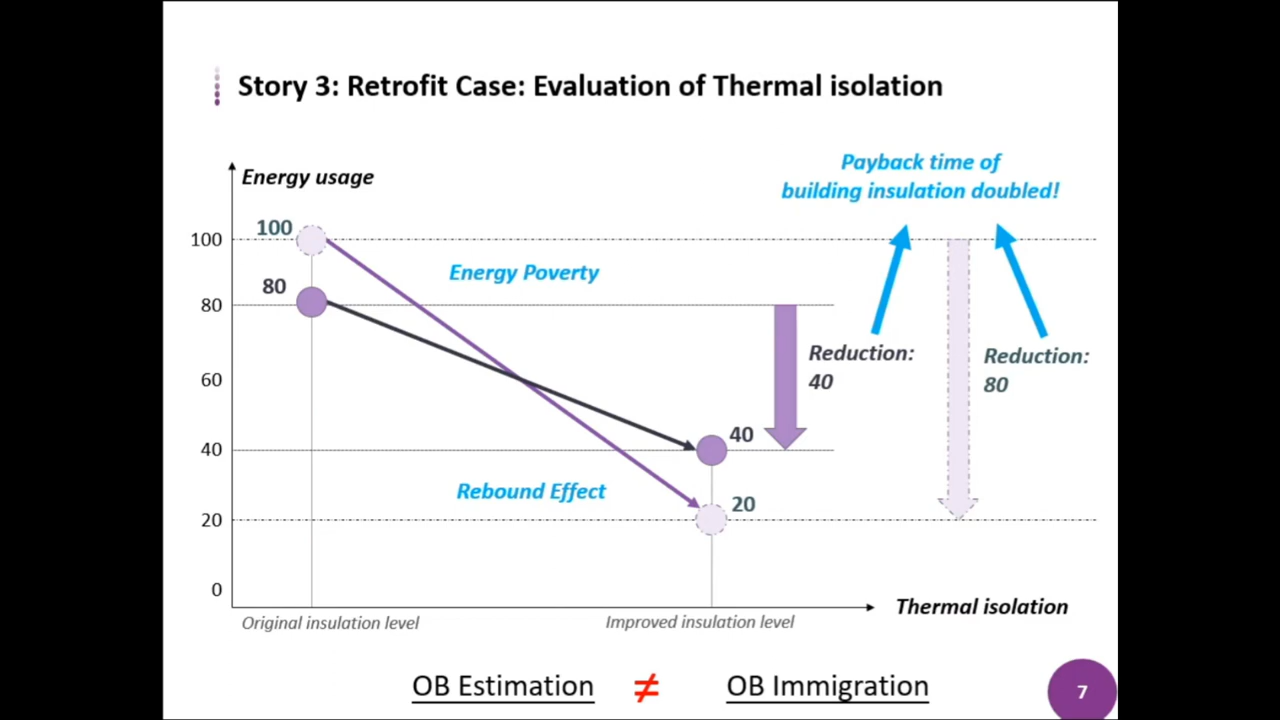 Story 3: Retrofit Case: Evaluation of Thermal isolation
Payback time of
building insulation doubled!
Energy usage
100
100
Energy Poverty
80
80
Reduction:
40
Reduction:
80
60
40
40
Rebound Effect
20
20
0
Thermal isolation
Original insulation level
Improved insulation level
OB Estimation ≠ OB Immigration
7